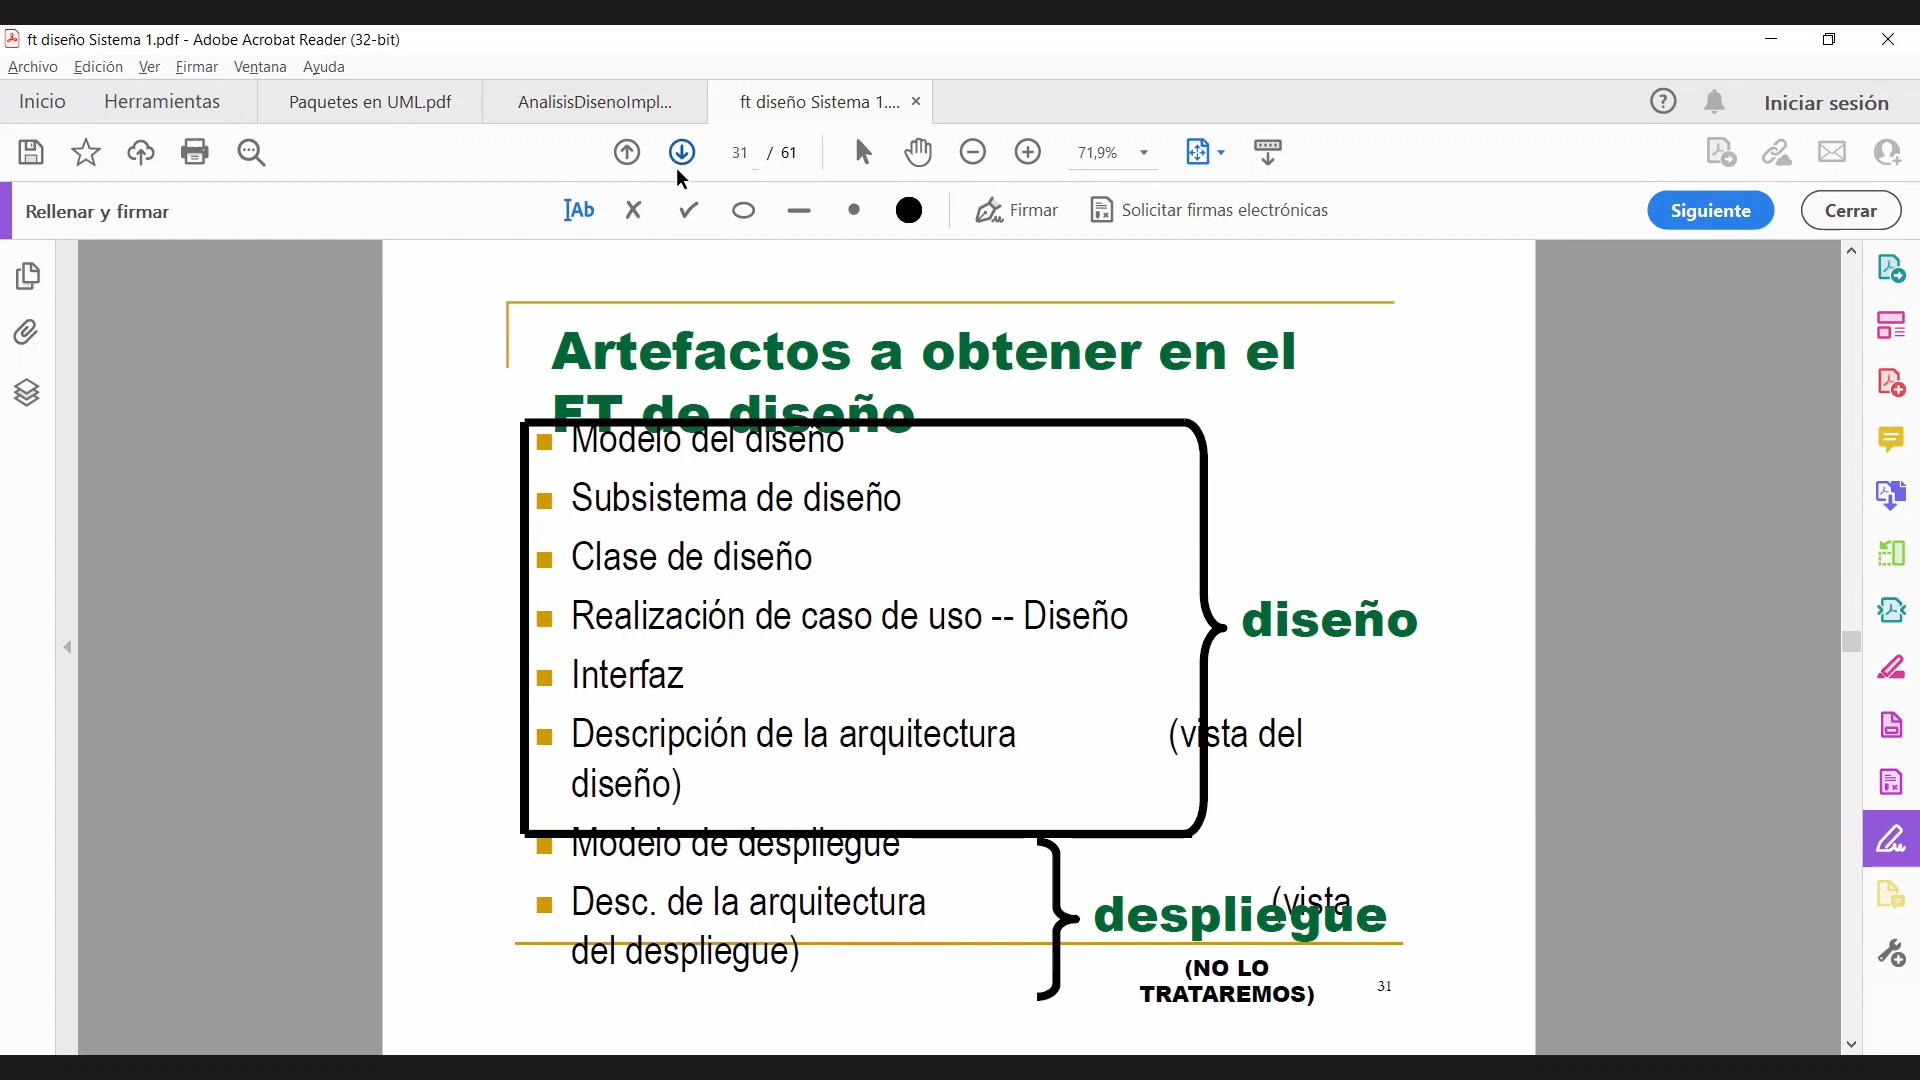 ft diseño Sistema 1.pdf - Adobe Acrobat Reader (32-bit)
Archivo Edición Ver Firmar Ventana Ayuda
Inicio Herramientas Paquetes en UML.pdf AnalisisDisenoImpl... ft diseño Sistema 1.... Iniciar sesión
31 / 61 71,9%
Rellenar y firmar Ab Firmar Solicitar firmas electrónicas Siguiente Cerrar
Artefactos a obtener en el
FT de diseño
Modelo del diseño
Subsistema de diseño
Clase de diseño
Realización de caso de uso -- Diseño
Interfaz
Descripción de la arquitectura (vista del
diseño)
diseño
Modelo de despliegue
Desc. de la arquitectura (vista
del despliegue)
despliegue
(NO LO
TRATAREMOS)
31